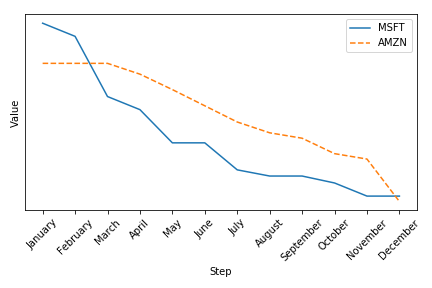 MSFT
AMZN
Value
January
February
March
April
May
June
July
August
September
October
November
December
Step